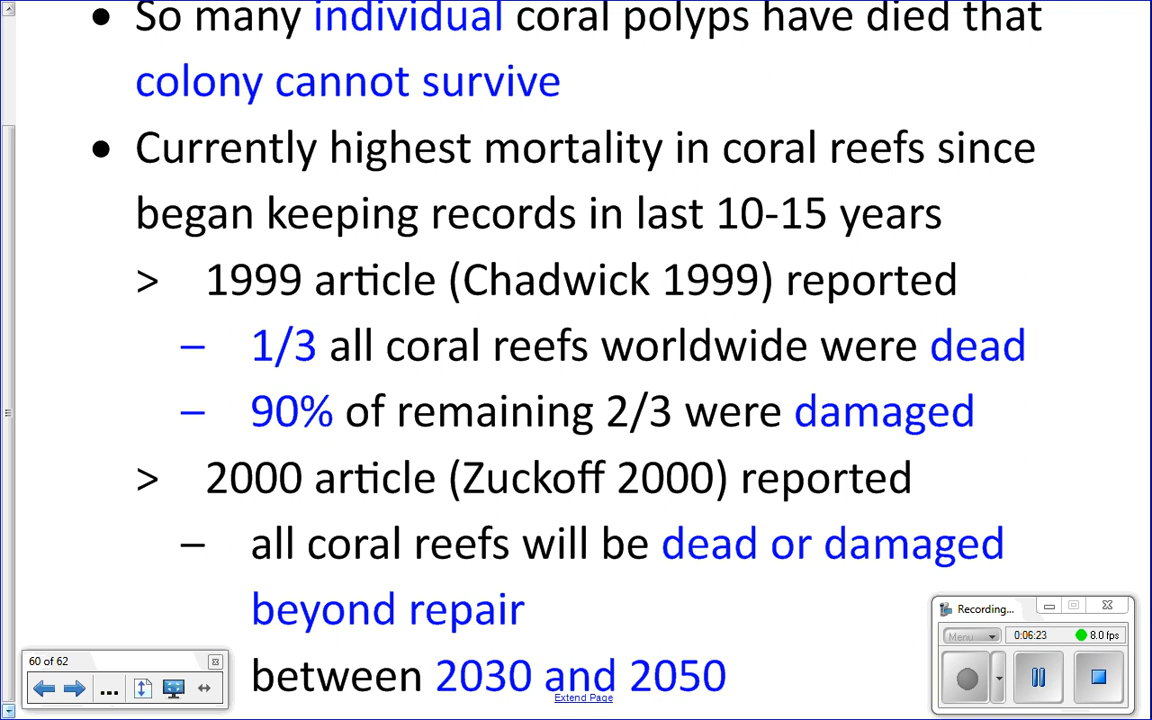 • So many individual coral polyps have died that
colony cannot survive
• Currently highest mortality in coral reefs since
began keeping records in last 10-15 years
> 1999 article (Chadwick 1999) reported
– 1/3 all coral reefs worldwide were dead
– 90% of remaining 2/3 were damaged
> 2000 article (Zuckoff 2000) reported
– all coral reefs will be dead or damaged
beyond repair
between 2030 and 2050
Extend Page
60 of 62
...
Recording...
Menu 0:06:23 8.0 fps